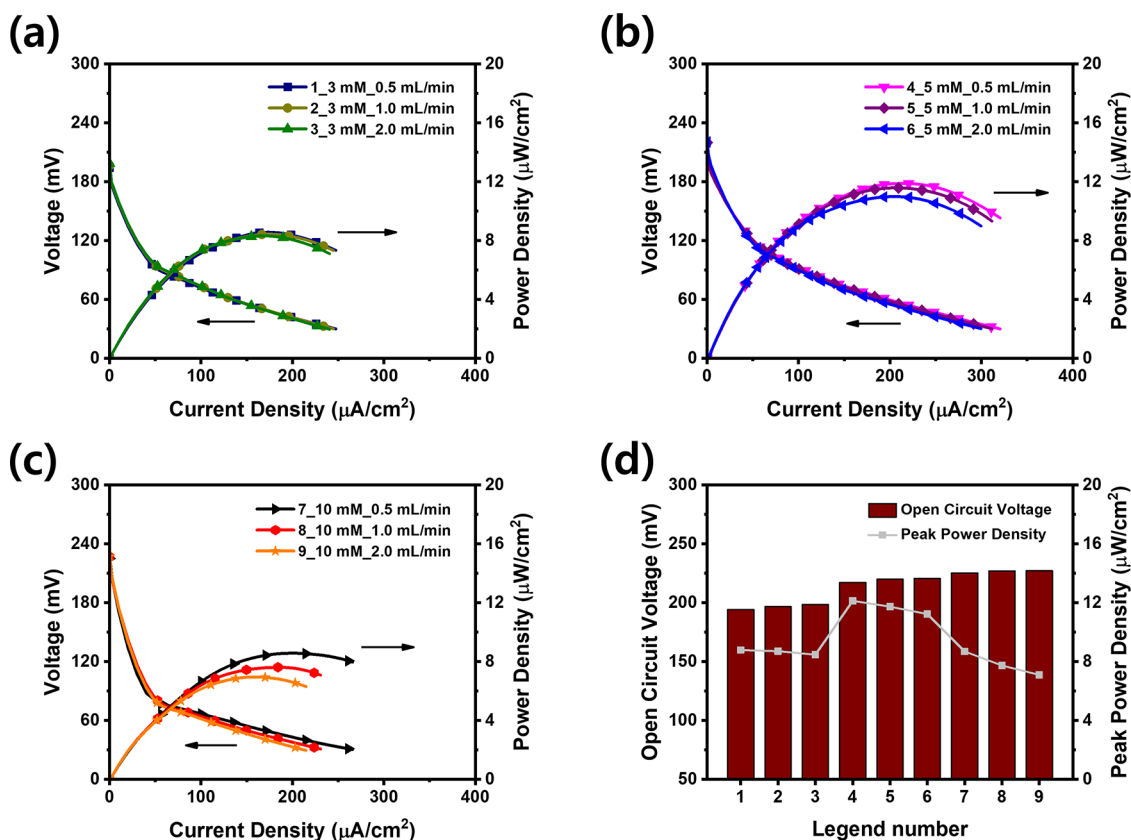 (a)
300
240
180
120
60
0
Voltage (mV)
1_3 mM_0.5 mL/min
2_3 mM_1.0 mL/min
3_3 mM_2.0 mL/min
20
16
12
8
4
0
Power Density (μW/cm²)
0 100 200 300 400
Current Density (μA/cm²)
(b)
300
240
180
120
60
0
Voltage (mV)
4_5 mM_0.5 mL/min
5_5 mM_1.0 mL/min
6_5 mM_2.0 mL/min
20
16
12
8
4
0
Power Density (μW/cm²)
0 100 200 300 400
Current Density (μA/cm²)
(c)
300
240
180
120
60
0
Voltage (mV)
7_10 mM_0.5 mL/min
8_10 mM_1.0 mL/min
9_10 mM_2.0 mL/min
20
16
12
8
4
0
Power Density (μW/cm²)
0 100 200 300 400
Current Density (μA/cm²)
(d)
300
250
200
150
100
50
Open Circuit Voltage (mV)
Open Circuit Voltage
Peak Power Density
20
16
12
8
4
0
Peak Power Density (μW/cm²)
1 2 3 4 5 6 7 8 9
Legend number